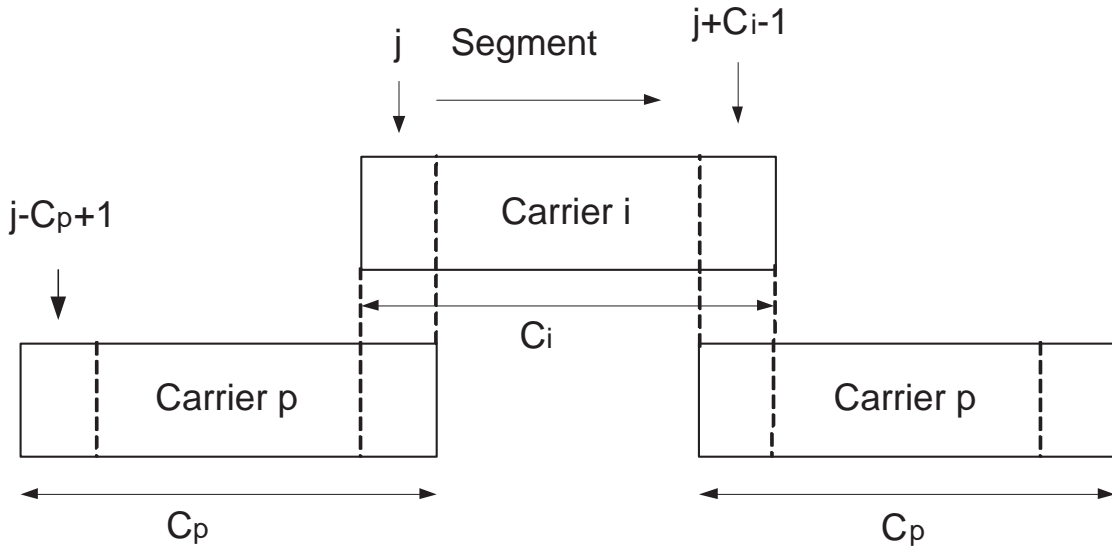 j
Segment
j+Ci-1
j-Cp+1
Carrier i
Ci
Carrier p
Carrier p
Cp
Cp